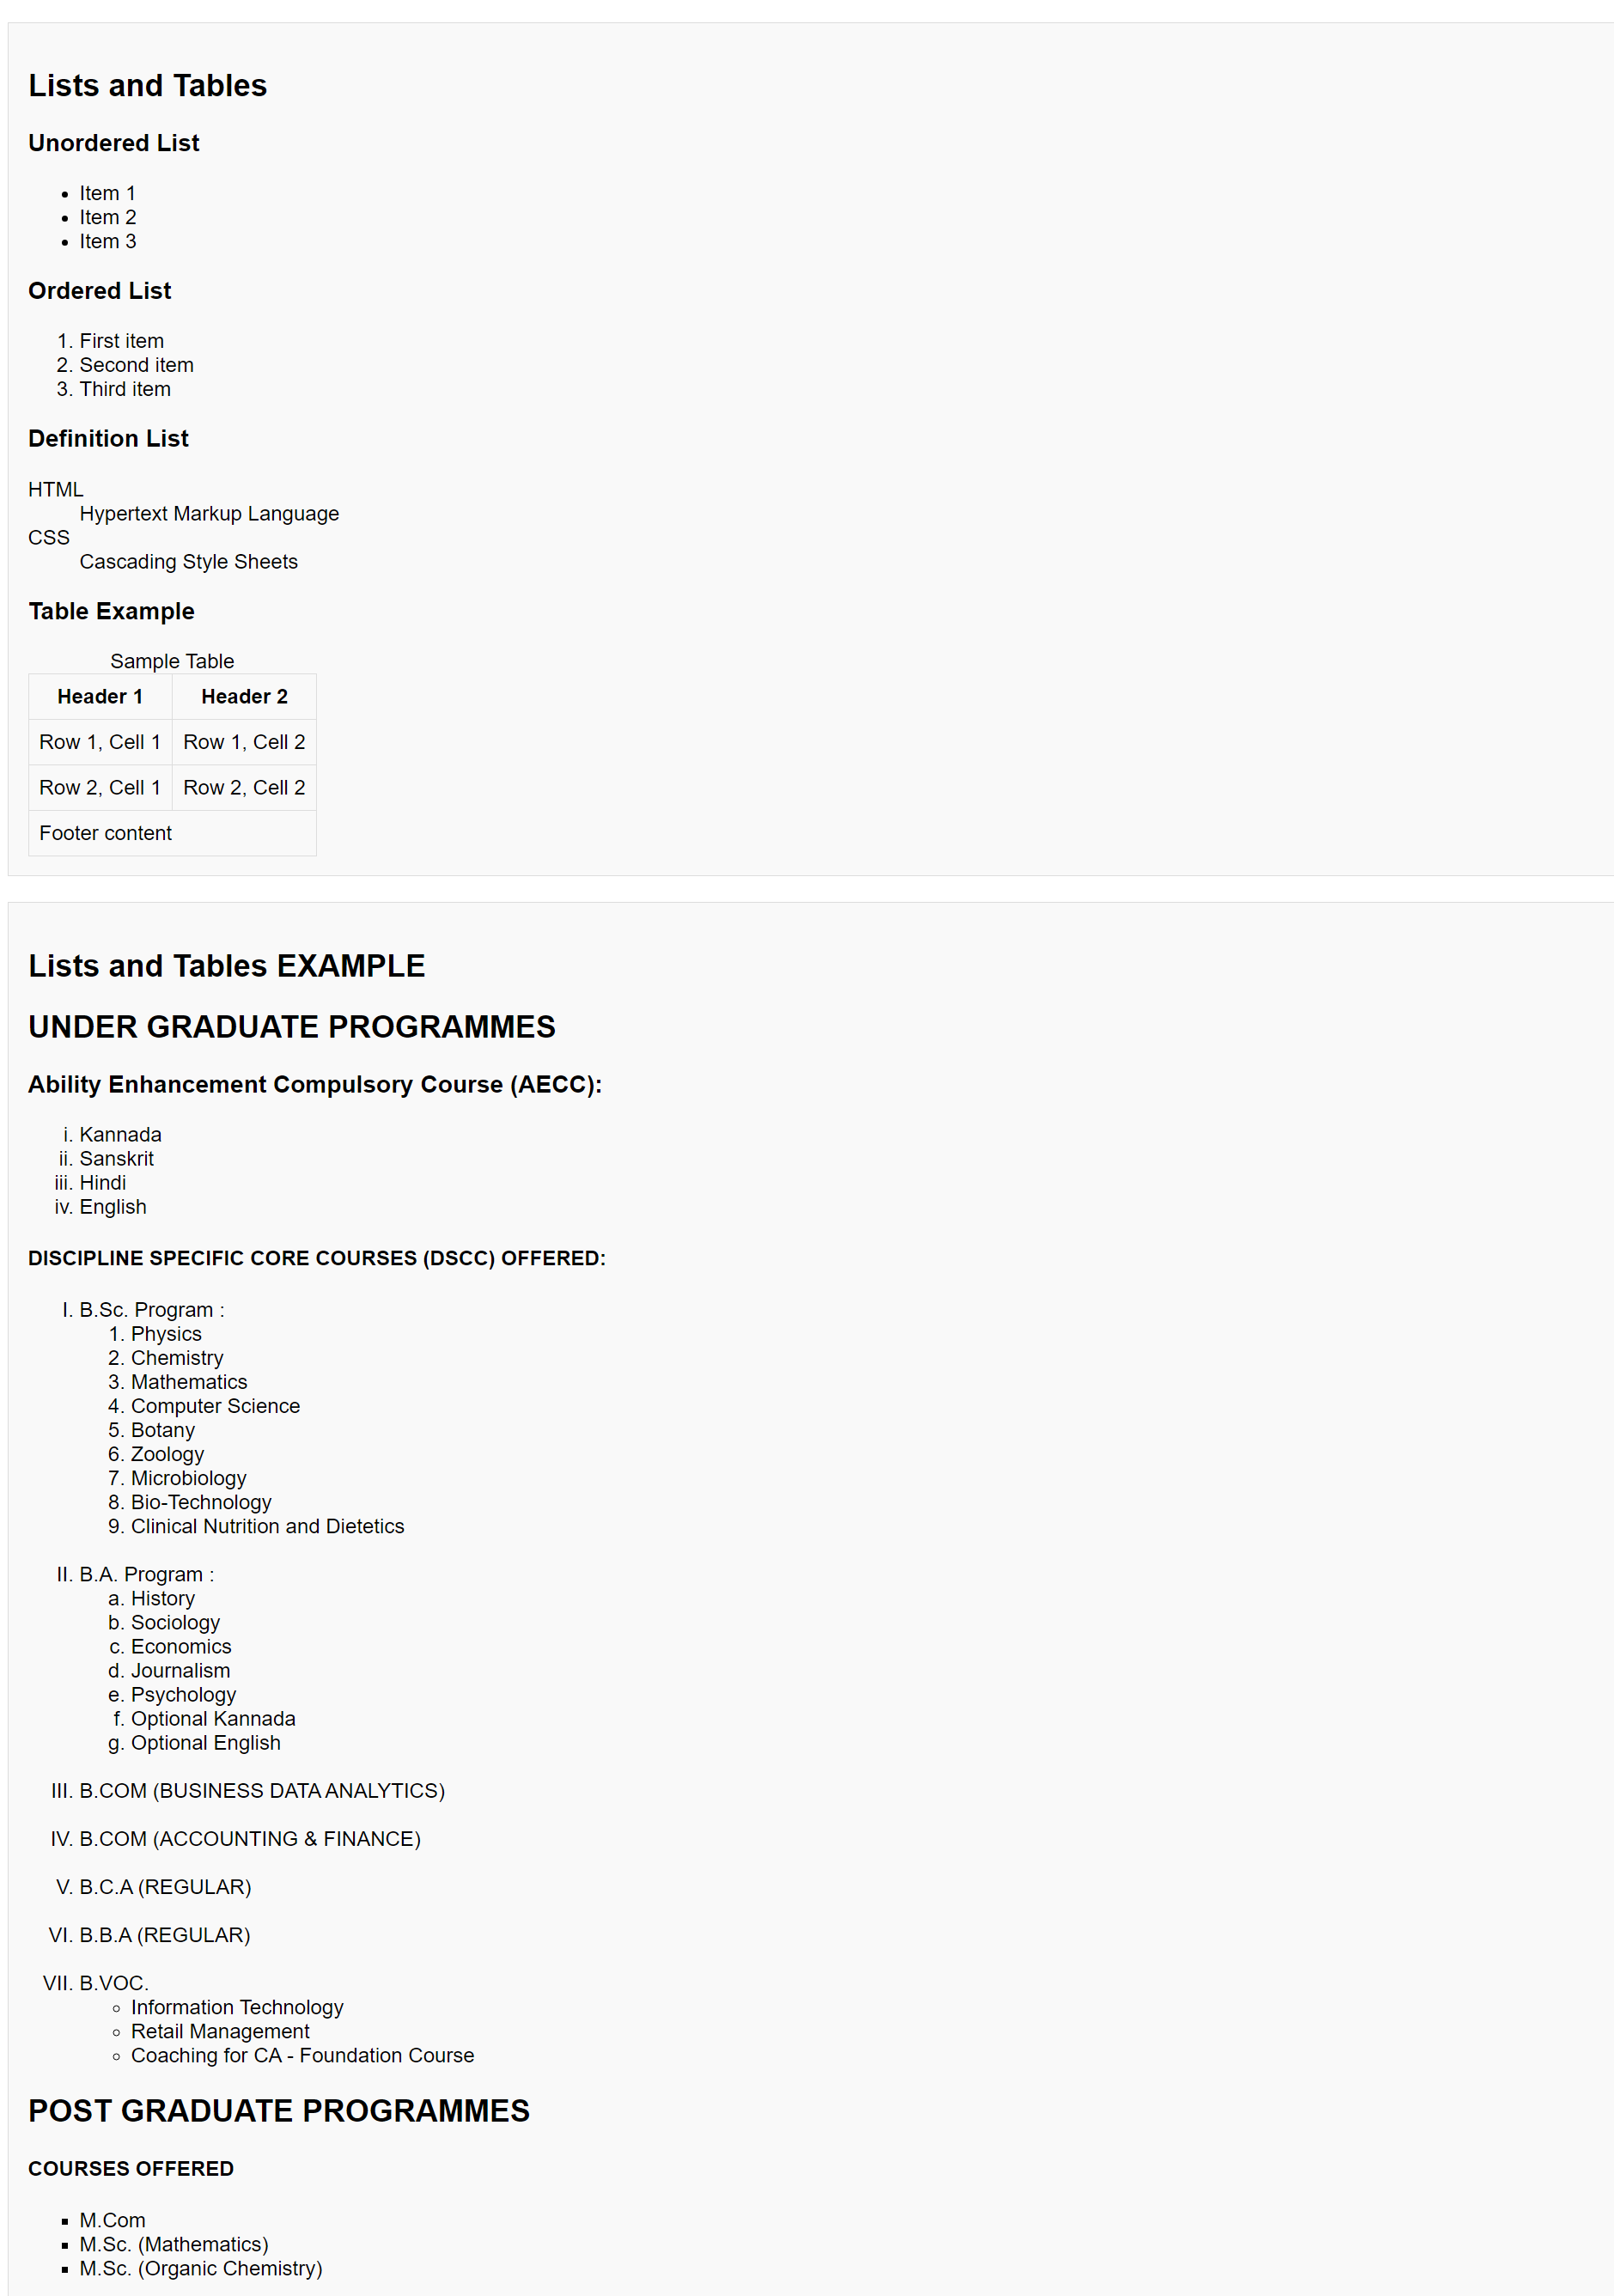 Lists and Tables
Unordered List
• Item 1
• Item 2
• Item 3
Ordered List
1. First item
2. Second item
3. Third item
Definition List
HTML
Hypertext Markup Language
CSS
Cascading Style Sheets
Table Example
Sample Table
Header 1 Header 2
Row 1, Cell 1 Row 1, Cell 2
Row 2, Cell 1 Row 2, Cell 2
Footer content
Lists and Tables EXAMPLE
UNDER GRADUATE PROGRAMMES
Ability Enhancement Compulsory Course (AECC):
i. Kannada
ii. Sanskrit
iii. Hindi
iv. English
DISCIPLINE SPECIFIC CORE COURSES (DSCC) OFFERED:
I. B.Sc. Program :
1. Physics
2. Chemistry
3. Mathematics
4. Computer Science
5. Botany
6. Zoology
7. Microbiology
8. Bio-Technology
9. Clinical Nutrition and Dietetics
II. B.A. Program :
a. History
b. Sociology
c. Economics
d. Journalism
e. Psychology
f. Optional Kannada
g. Optional English
III. B.COM (BUSINESS DATA ANALYTICS)
IV. B.COM (ACCOUNTING & FINANCE)
V. B.C.A (REGULAR)
VI. B.B.A (REGULAR)
VII. B.VOC.
◦ Information Technology
◦ Retail Management
◦ Coaching for CA - Foundation Course
POST GRADUATE PROGRAMMES
COURSES OFFERED
▪ M.Com
▪ M.Sc. (Mathematics)
▪ M.Sc. (Organic Chemistry)